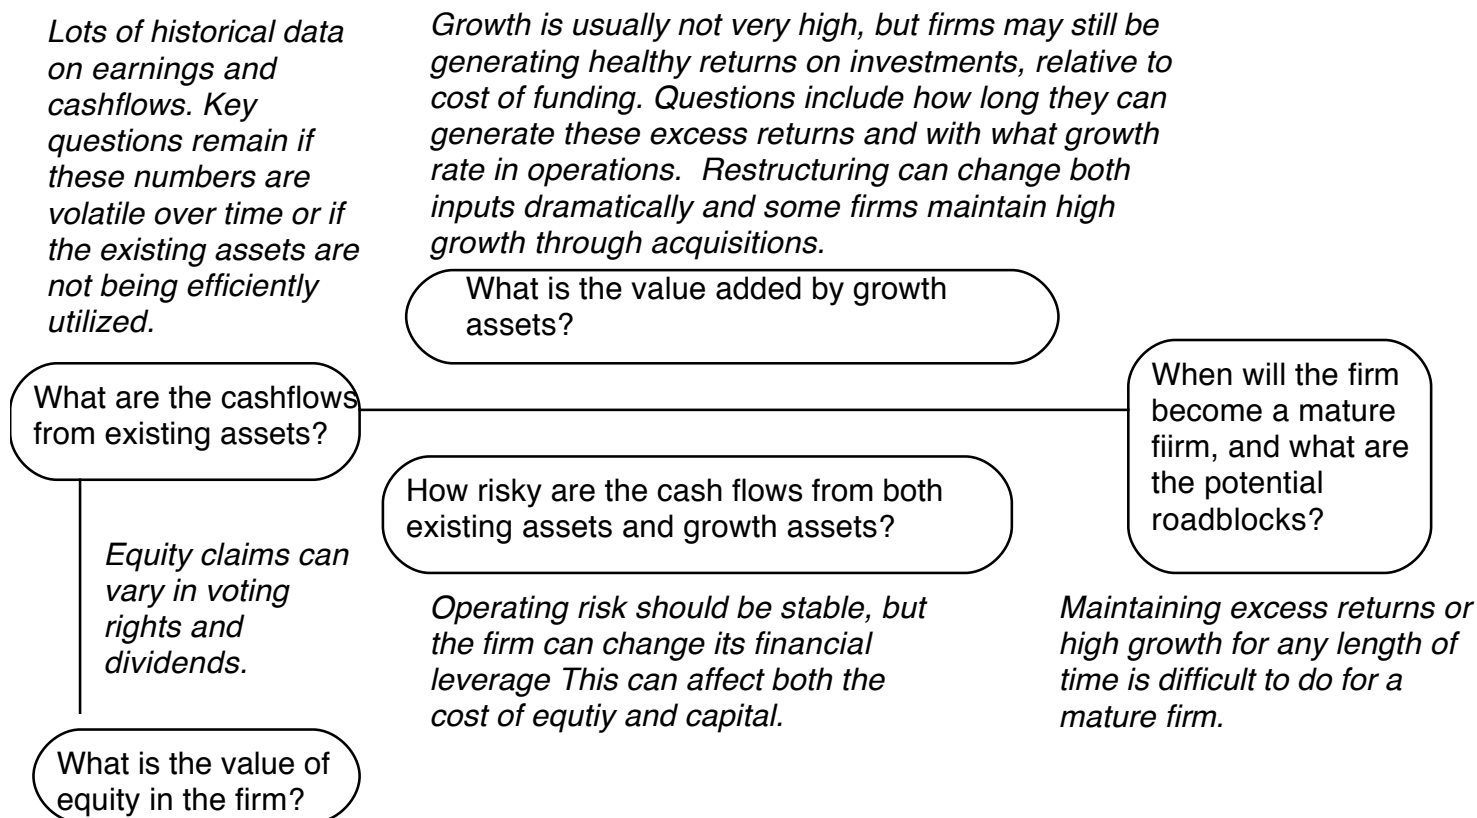 Lots of historical data
on earnings and
cashflows. Key
questions remain if
these numbers are
volatile over time or if
the existing assets are
not being efficiently
utilized.
Growth is usually not very high, but firms may still be
generating healthy returns on investments, relative to
cost of funding. Questions include how long they can
generate these excess returns and with what growth
rate in operations.  Restructuring can change both
inputs dramatically and some firms maintain high
growth through acquisitions.
What is the value added by growth
assets?
What are the cashflows
from existing assets?
When will the firm
become a mature
fiirm, and what are
the potential
roadblocks?
How risky are the cash flows from both
existing assets and growth assets?
Equity claims can
vary in voting
rights and
dividends.
Operating risk should be stable, but
the firm can change its financial
leverage This can affect both the
cost of equtiy and capital.
Maintaining excess returns or
high growth for any length of
time is difficult to do for a
mature firm.
What is the value of
equity in the firm?